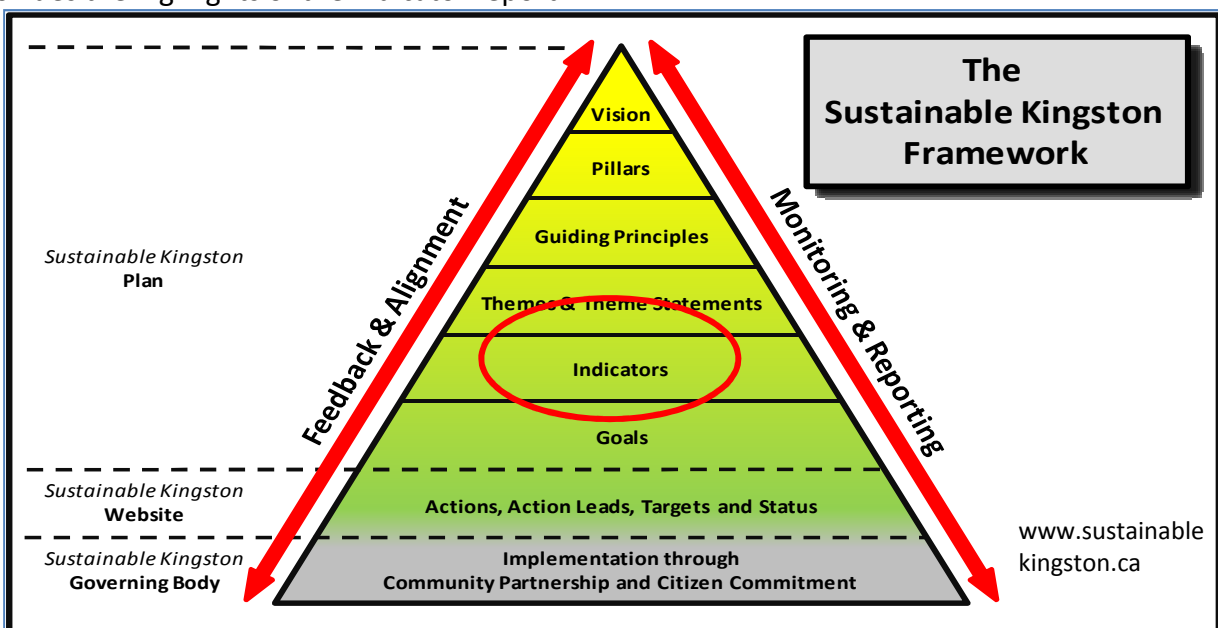 The
Sustainable Kingston
Framework
Vision
Pillars
Guiding Principles
Themes & Theme Statements
Indicators
Goals
Actions, Action Leads, Targets and Status
Implementation through
Community Partnership and Citizen Commitment
Feedback & Alignment
Monitoring & Reporting
Sustainable Kingston
Plan
Sustainable Kingston
Website
Sustainable Kingston
Governing Body
www.sustainable
kingston.ca